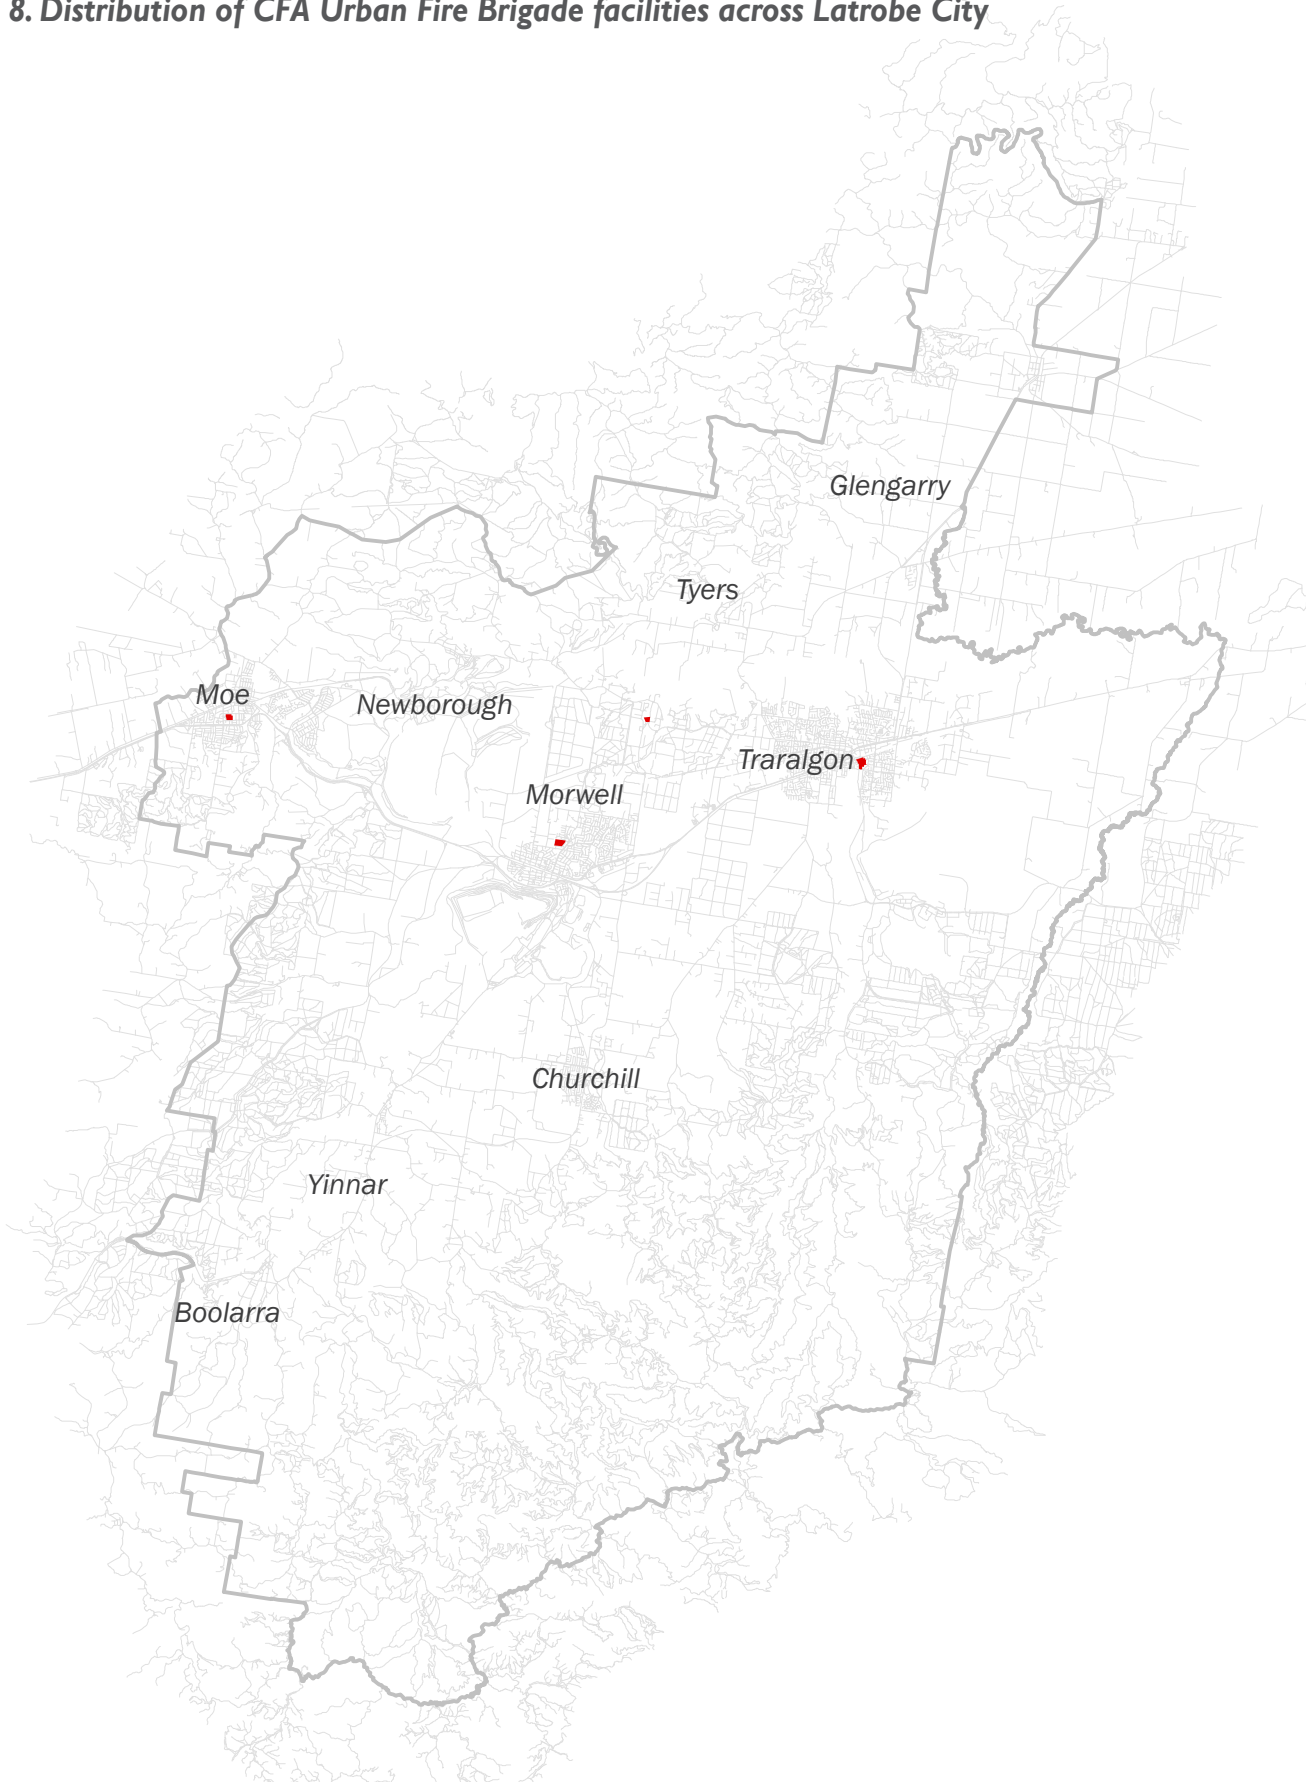 8. Distribution of CFA Urban Fire Brigade facilities across Latrobe City
Glengarry
Tyers
Moe
Newborough
Traralgon
Morwell
Churchill
Yinnar
Boolarra